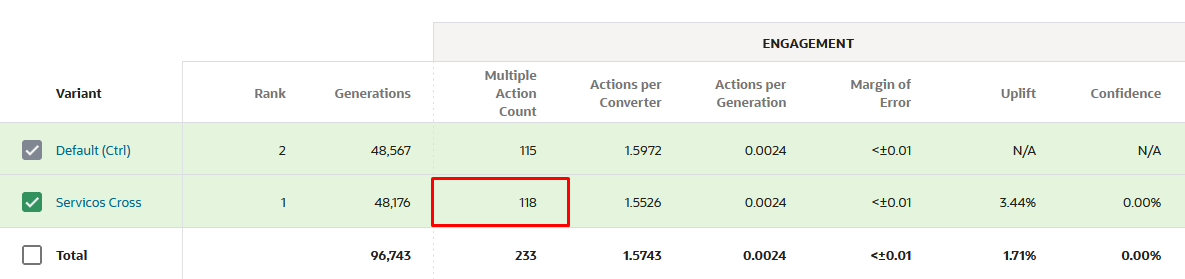 ENGAGEMENT
Variant Rank Generations Multiple Action Count Actions per Converter Actions per Generation Margin of Error Uplift Confidence
Default (Ctrl) 2 48,567 115 1.5972 0.0024 <±0.01 N/A N/A
Servicos Cross 1 48,176 118 1.5526 0.0024 <±0.01 3.44% 0.00%
Total 96,743 233 1.5743 0.0024 <±0.01 1.71% 0.00%